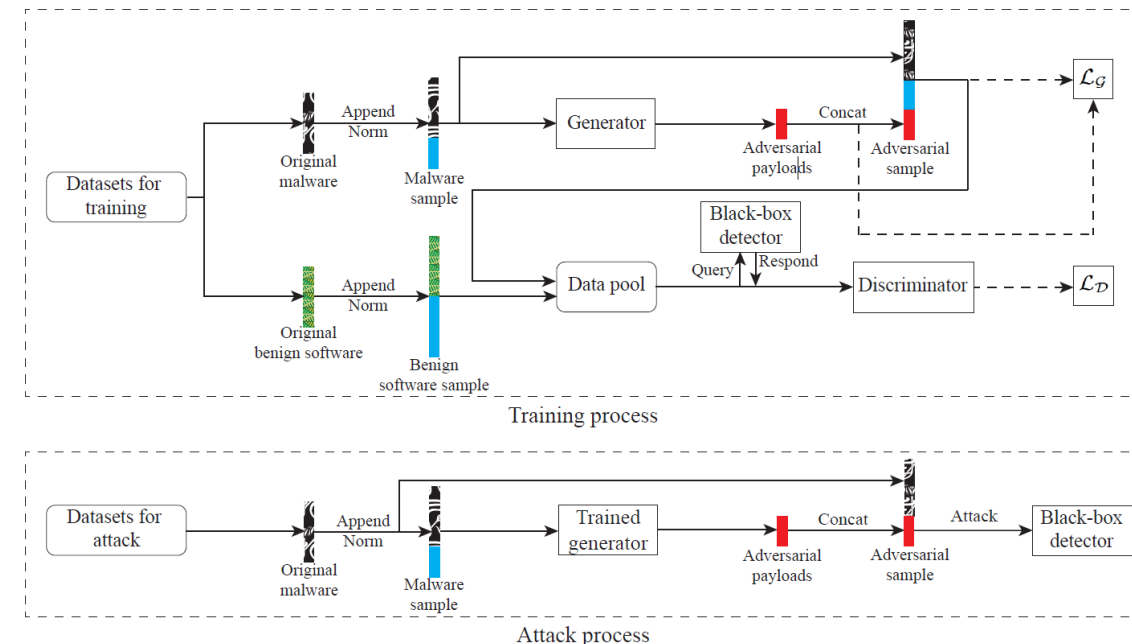 Append
Norm
Original
malware
Malware
sample
Generator
Concat
Adversarial
payloads
Adversarial
sample
ℒ𝒢
Datasets for
training
Black-box
detector
Query
Respond
Append
Norm
Original
benign software
Benign
software sample
Data pool
Discriminator
ℒ𝒟
Training process
Datasets for
attack
Append
Norm
Original
malware
Malware
sample
Trained
generator
Concat
Adversarial
payloads
Adversarial
sample
Attack
Black-box
detector
Attack process